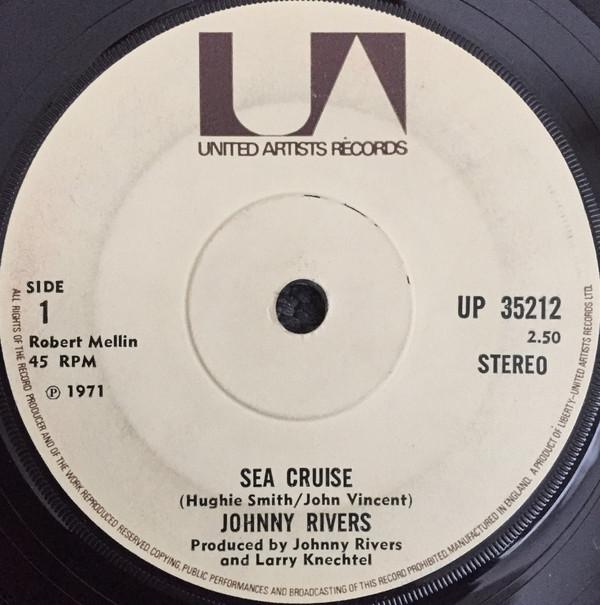 UA
UNITED ARTISTS RECORDS
SIDE
1
Robert Mellin
45 RPM
℗ 1971
UP 35212
2.50
STEREO
SEA CRUISE
(Hughie Smith/John Vincent)
JOHNNY RIVERS
Produced by Johnny Rivers
and Larry Knechtel
ALL RIGHTS OF THE RECORD PRODUCER AND OF THE WORK REPRODUCED RESERVED. COPYING, PUBLIC PERFORMANCES AND BROADCASTING OF THIS RECORD PROHIBITED. MANUFACTURED IN ENGLAND. A PRODUCT OF LIBERTY-UNITED ARTISTS RECORDS LTD.